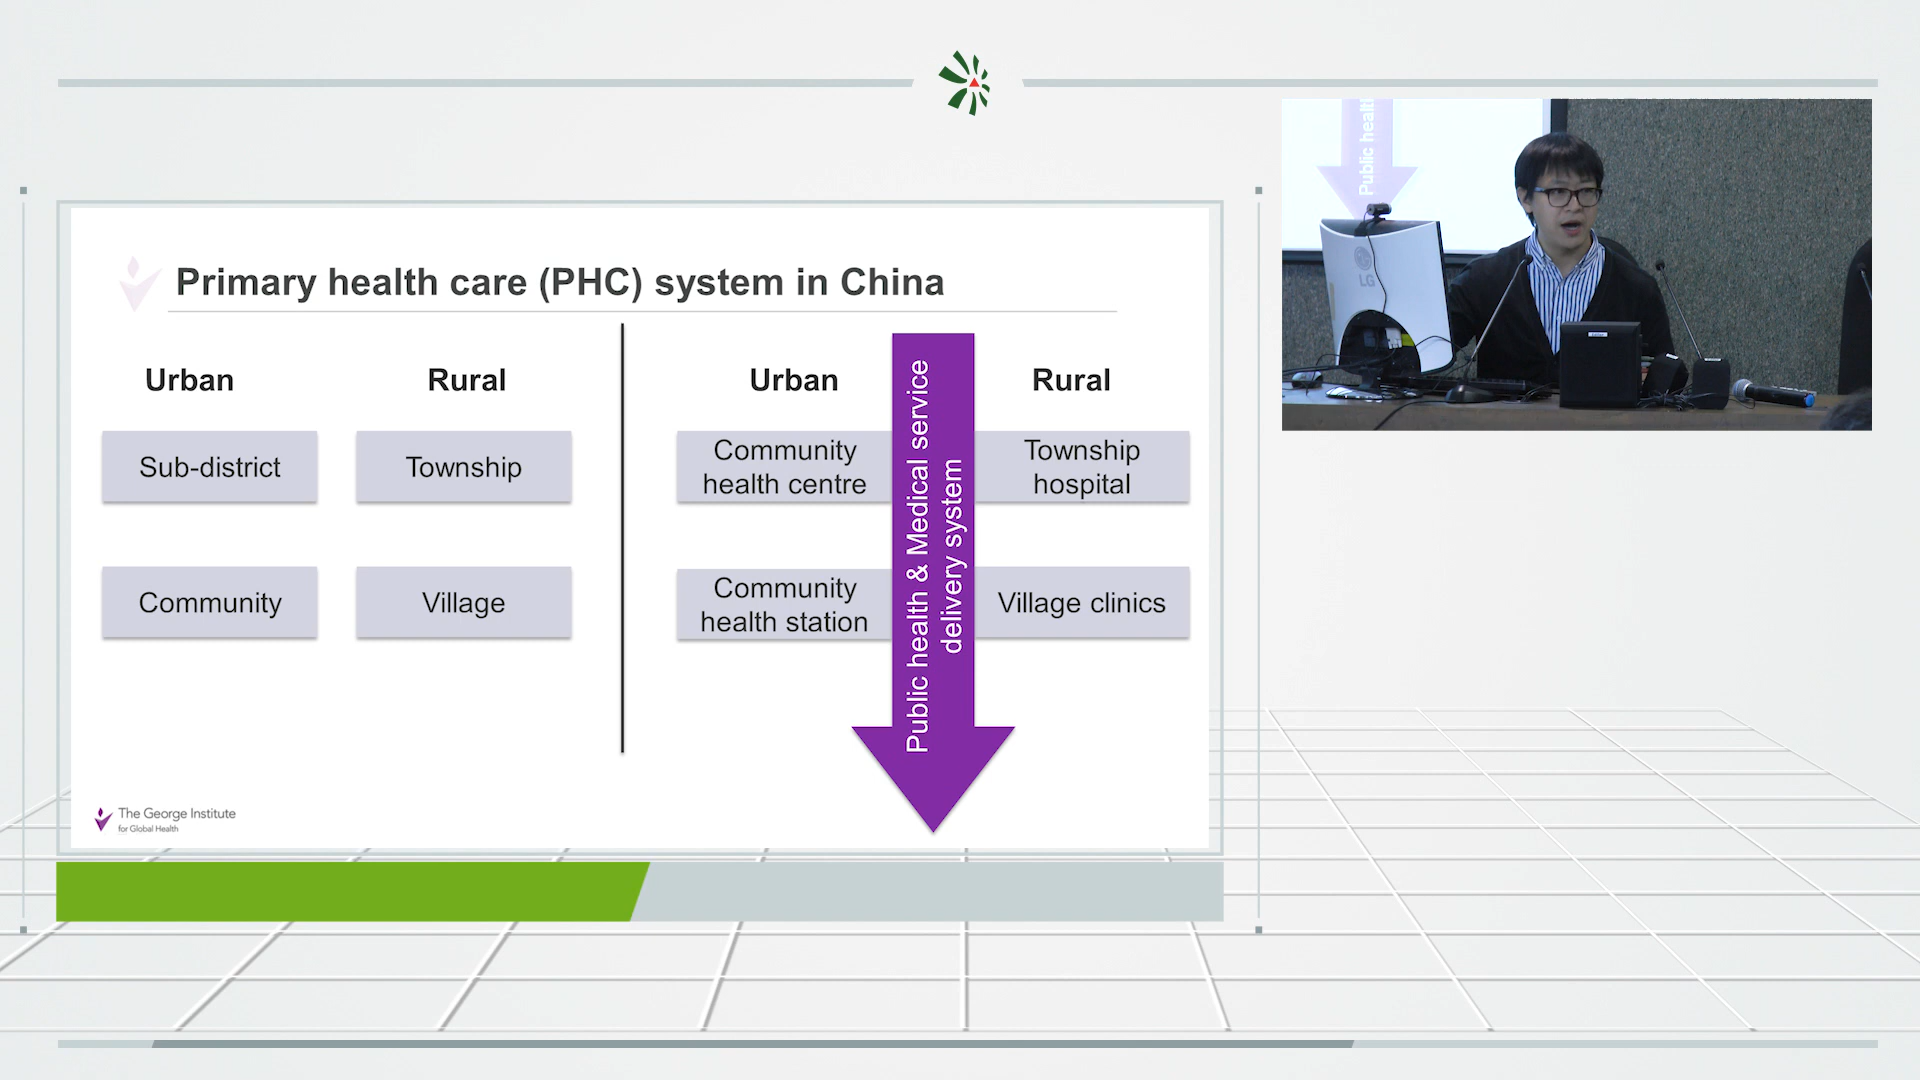 Primary health care (PHC) system in China
Urban
Rural
Sub-district
Township
Community
Village
Urban
Rural
Community
health centre
Township
hospital
Community
health station
Village clinics
Public health & Medical service
delivery system
The George Institute
for Global Health
Public health
LG